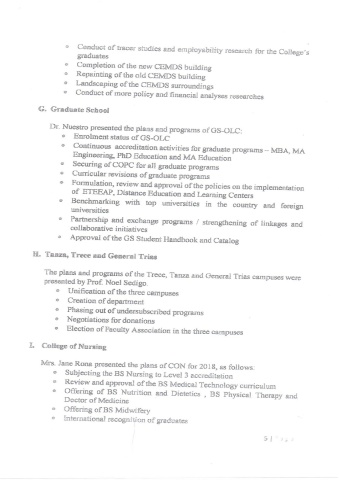 Conduct of tracer studies and employability research for the College's
graduates
Completion of the new CEMDS building
Repainting of the old CEMDS building
Landscaping of the CEMDS surroundings
Conduct of more policy and financial analyses researches
G. Graduate School
Dr. Nuestro presented the plans and programs of GS-OLC:
Enrolment status of GS-OLC
Continuous accreditation activities for graduate programs – MBA, MA
Engineering, PhD Education and MA Education
Securing of COPC for all graduate programs
Curricular revisions of graduate programs
Formulation, review and approval of the policies on the implementation
of ETEEAP, Distance Education and Learning Centers
Benchmarking with top universities in the country and foreign
universities
Partnership and exchange programs / strengthening of linkages and
collaborative initiatives
Approval of the GS Student Handbook and Catalog
H. Tanza, Trece and General Trias
The plans and programs of the Trece, Tanza and General Trias campuses were
presented by Prof. Noel Sedigo.
Unification of the three campuses
Creation of department
Phasing out of undersubscribed programs
Negotiations for donations
Election of Faculty Association in the three campuses
I. College of Nursing
Mrs. Jane Rona presented the plans of CON for 2018, as follows:
Subjecting the BS Nursing to Level 3 accreditation
Review and approval of the BS Medical Technology curriculum
Offering of BS Nutrition and Dietetics , BS Physical Therapy and
Doctor of Medicine
Offering of BS Midwifery
International recognition of graduates